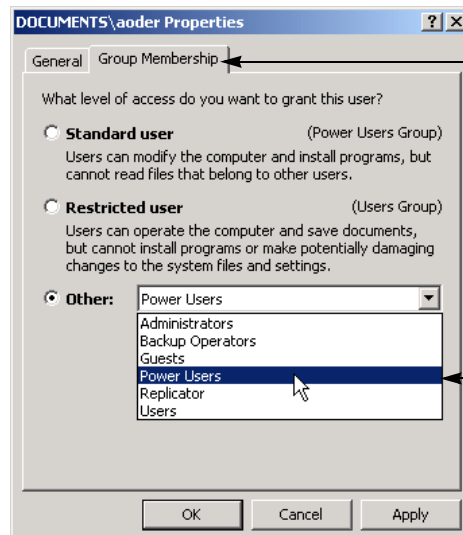 DOCUMENTS\aoder Properties
General
Group Membership
What level of access do you want to grant this user?
Standard user (Power Users Group)
Users can modify the computer and install programs, but
cannot read files that belong to other users.
Restricted user (Users Group)
Users can operate the computer and save documents,
but cannot install programs or make potentially damaging
changes to the system files and settings.
Other: Power Users
Administrators
Backup Operators
Guests
Power Users
Replicator
Users
OK Cancel Apply